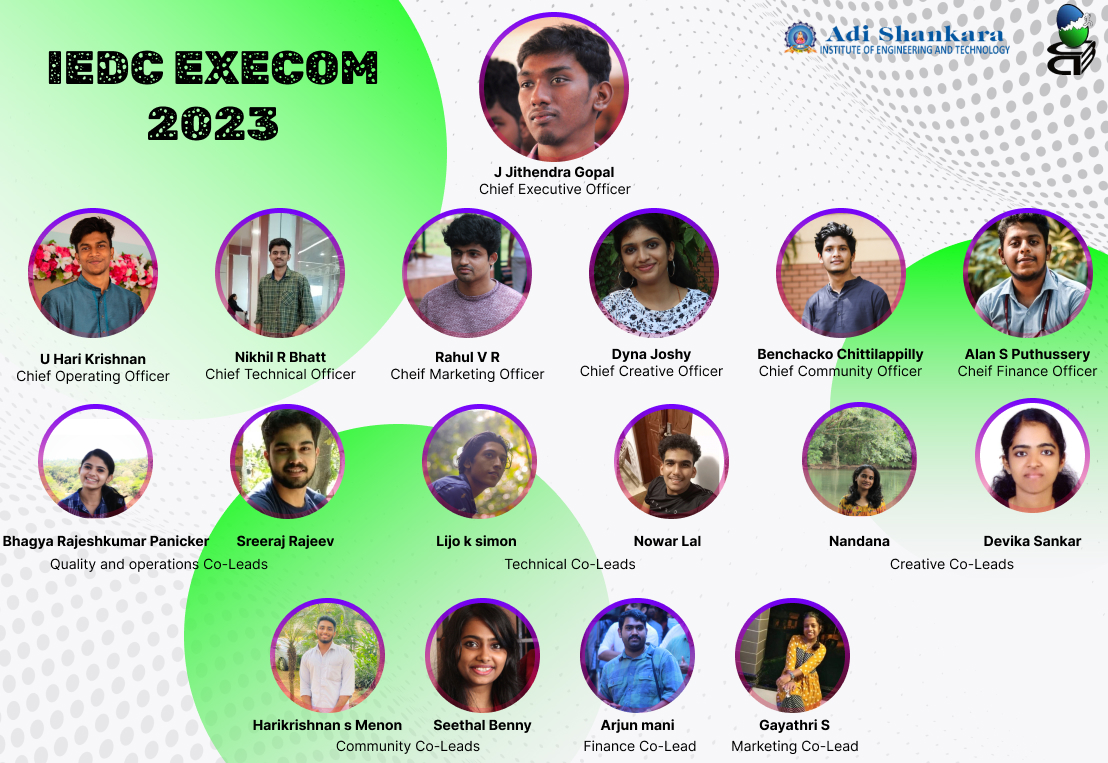 IEDC EXECOM
2023
Adi Shankara
INSTITUTE OF ENGINEERING AND TECHNOLOGY
J Jithendra Gopal
Chief Executive Officer
U Hari Krishnan
Chief Operating Officer
Nikhil R Bhatt
Chief Technical Officer
Rahul V R
Cheif Marketing Officer
Dyna Joshy
Chief Creative Officer
Benchacko Chittilappilly
Chief Community Officer
Alan S Puthussery
Cheif Finance Officer
Bhagya Rajeshkumar Panicker
Sreeraj Rajeev
Quality and operations Co-Leads
Lijo k simon
Nowar Lal
Technical Co-Leads
Nandana
Devika Sankar
Creative Co-Leads
Harikrishnan s Menon
Seethal Benny
Community Co-Leads
Arjun mani
Finance Co-Lead
Gayathri S
Marketing Co-Lead